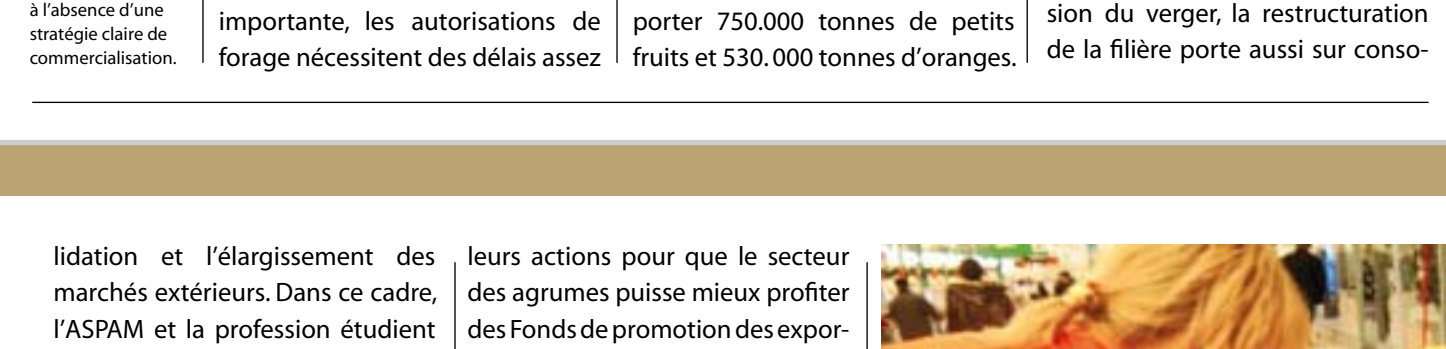 à l'absence d'une
stratégie claire de
commercialisation.
importante, les autorisations de
forage nécessitent des délais assez
porter 750.000 tonnes de petits
fruits et 530.000 tonnes d'oranges.
sion du verger, la restructuration
de la filière porte aussi sur conso-
lidation et l'élargissement des
marchés extérieurs. Dans ce cadre,
l'ASPAM et la profession étudient
leurs actions pour que le secteur
des agrumes puisse mieux profiter
des Fonds de promotion des expor-